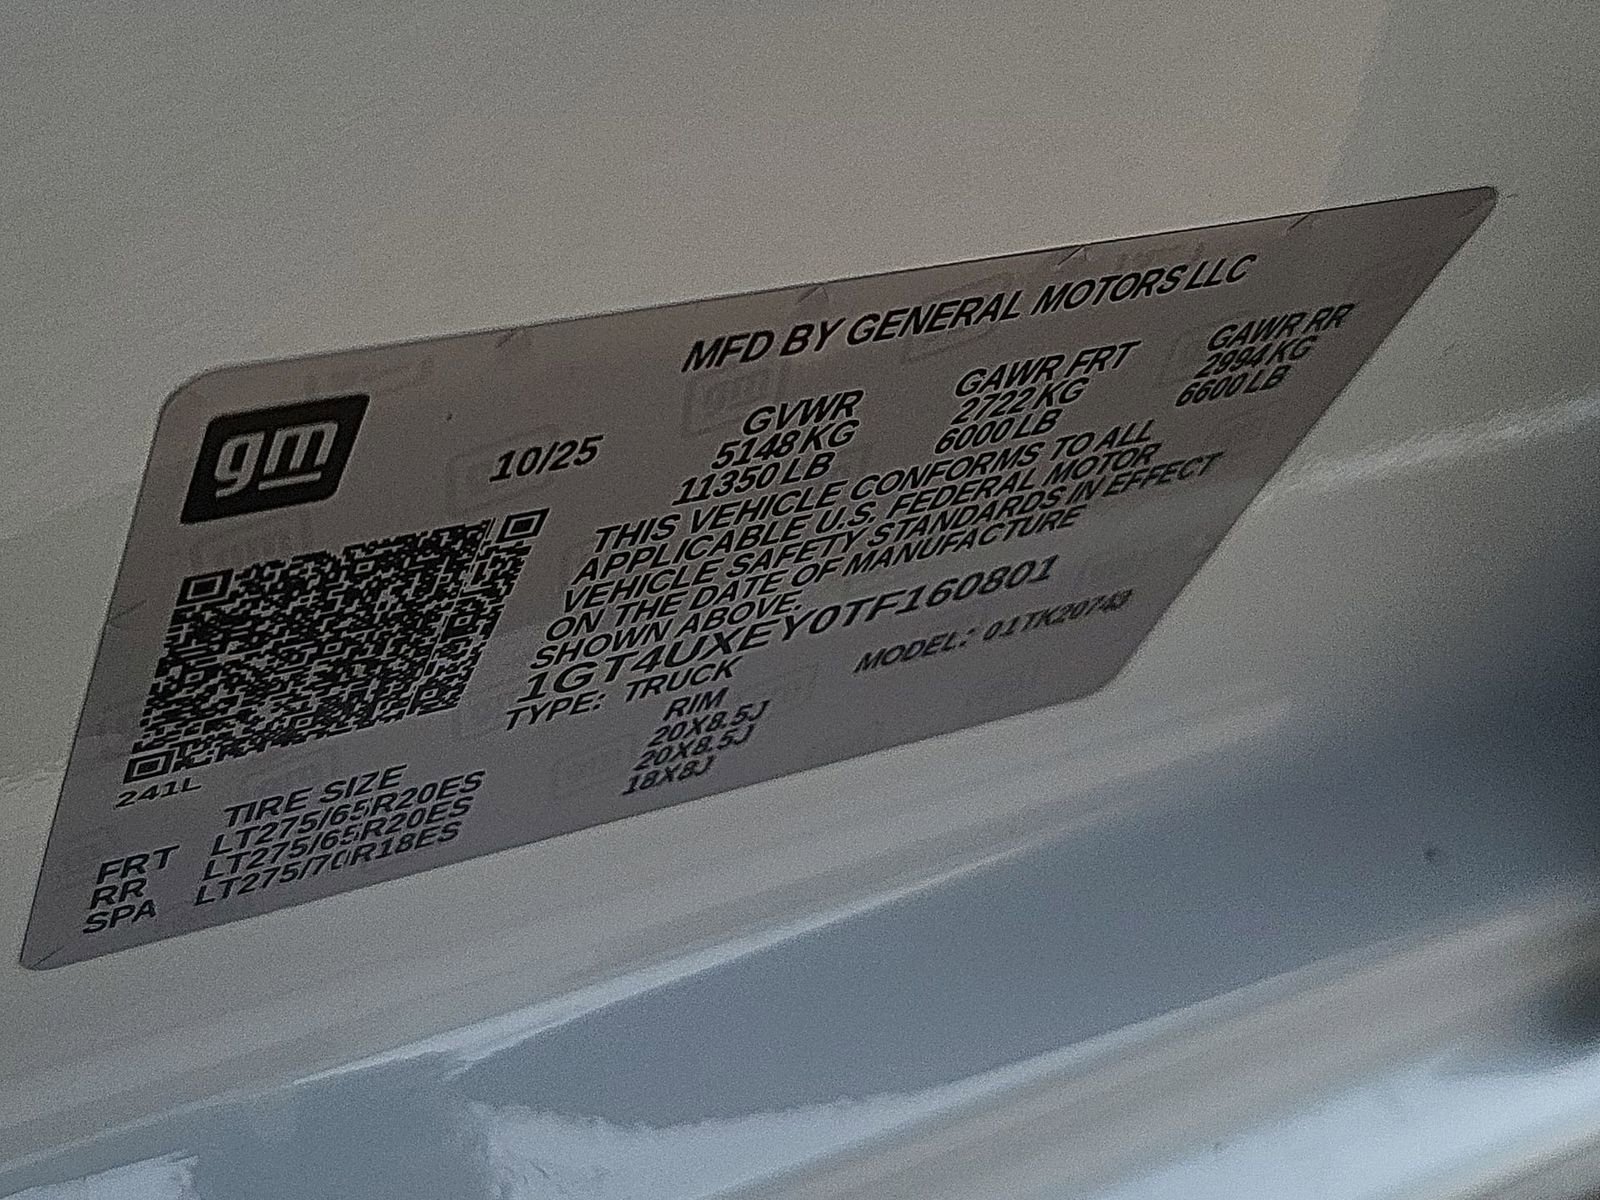 MFD BY GENERAL MOTORS LLC
gm
10/25
GVWR GAWR FRT GAWR RR
5148 KG 2722 KG 2994 KG
11350 LB 6000 LB 6600 LB
THIS VEHICLE CONFORMS TO ALL
APPLICABLE U.S. FEDERAL MOTOR
VEHICLE SAFETY STANDARDS IN EFFECT
ON THE DATE OF MANUFACTURE
SHOWN ABOVE.
1GT4UXEY0TF160801
TYPE: TRUCK MODEL: 01TK20743
241L
TIRE SIZE RIM
FRT LT275/65R20ES 20X8.5J
RR LT275/65R20ES 20X8.5J
SPA LT275/70R18ES 18X8J